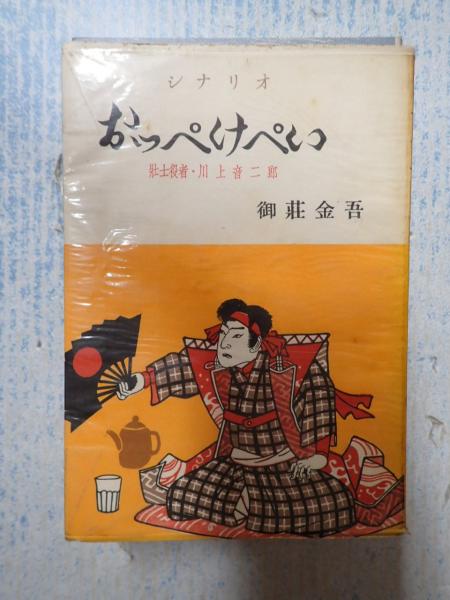 シナリオ
おっぺけぺい
壮士役者・川上音二郎
御荘金吾